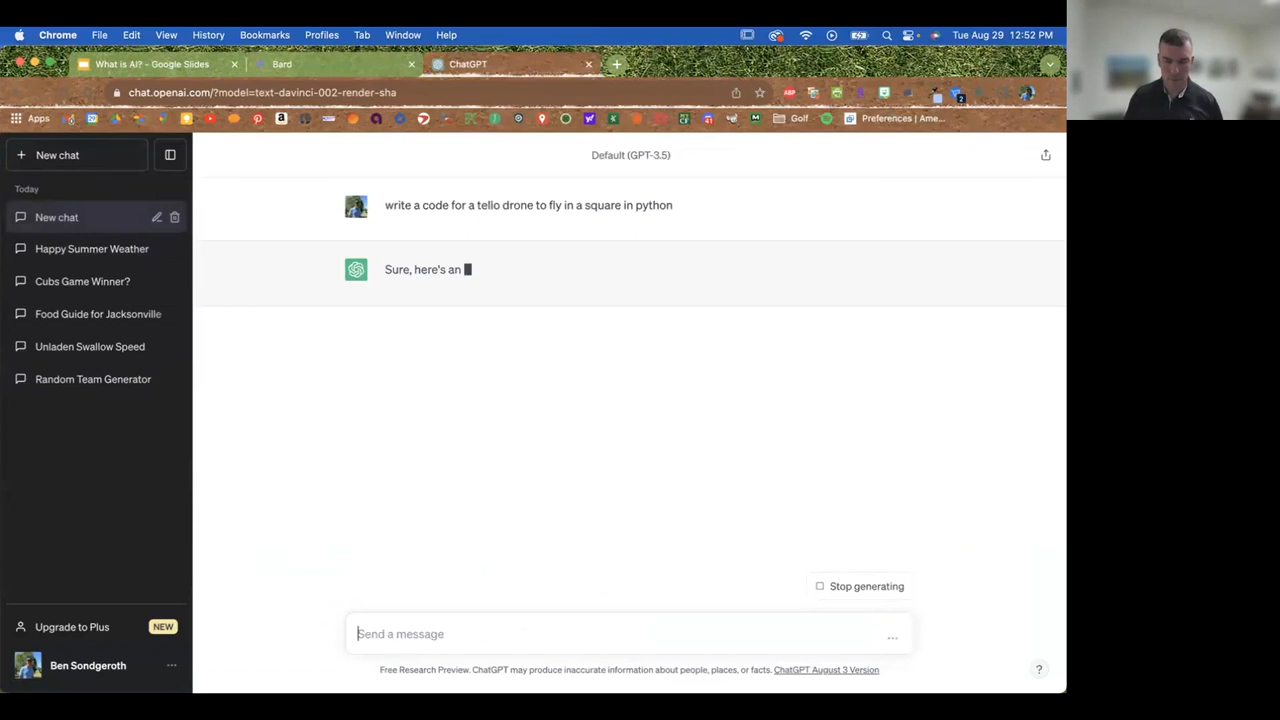 Chrome File Edit View History Bookmarks Profiles Tab Window Help Tue Aug 29 12:52 PM
What is AI? - Google Slides Bard ChatGPT
chat.openai.com/?model=text-davinci-002-render-sha
Apps Golf Preferences | Ame...
New chat
Default (GPT-3.5)
Today
New chat
write a code for a tello drone to fly in a square in python
Happy Summer Weather
Sure, here's an
Cubs Game Winner?
Food Guide for Jacksonville
Unladen Swallow Speed
Random Team Generator
Stop generating
Upgrade to Plus NEW
Send a message
Ben Sondgeroth
Free Research Preview. ChatGPT may produce inaccurate information about people, places, or facts. ChatGPT August 3 Version
?